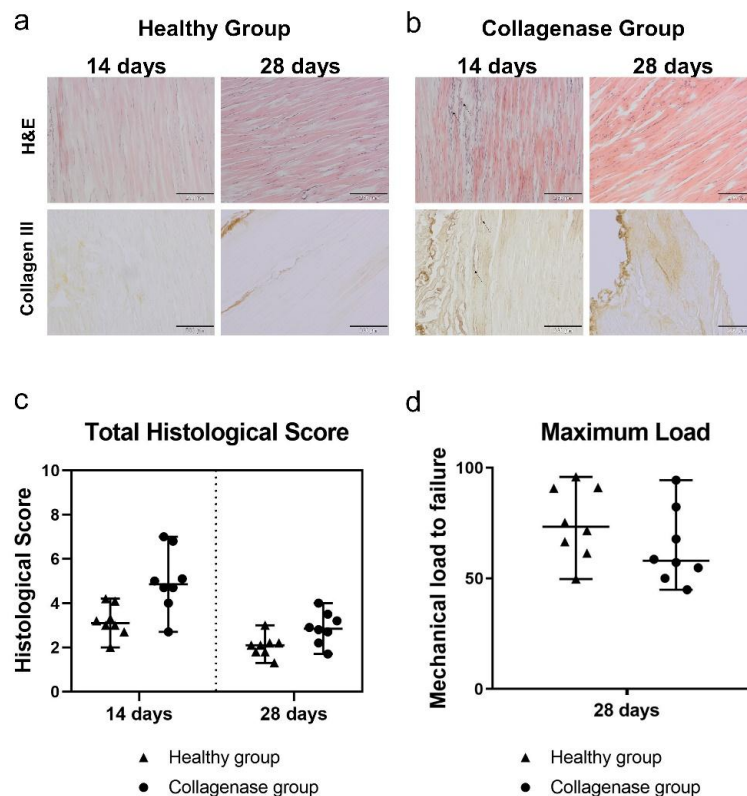 a
Healthy Group
14 days
28 days
H&E
Collagen III
b
Collagenase Group
14 days
28 days
c
Total Histological Score
Histological Score
10
8
6
4
2
0
14 days
28 days
Healthy group
Collagenase group
d
Maximum Load
Mechanical load to failure
100
50
0
28 days
Healthy group
Collagenase group